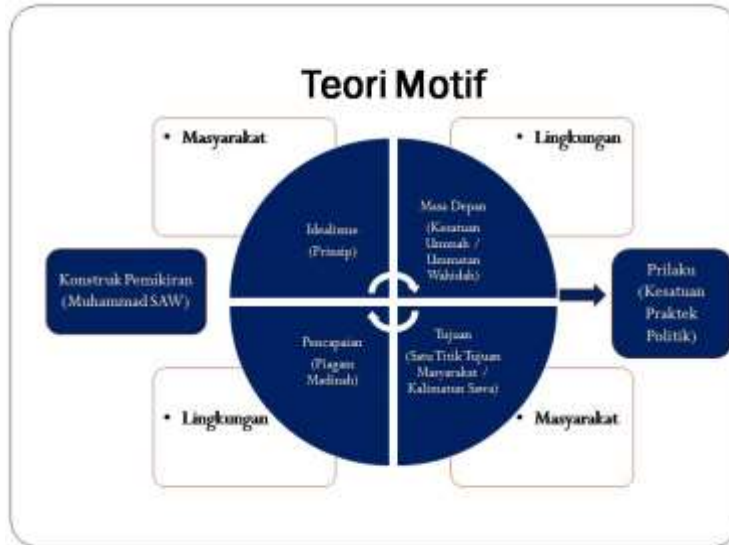 Teori Motif
• Masyarakat
• Lingkungan
Idealisme
(Prinsip)
Masa Depan
(Kesatuan
Ummah /
Ummatan
Wahidah)
Konstruk Pemikiran
(Muhammad SAW)
Prilaku
(Kesatuan
Praktek
Politik)
Pencapaian
(Piagam
Madinah)
Tujuan
(Satu Titik Tujuan
Masyarakat /
Kalimatun Sawa)
• Lingkungan
• Masyarakat